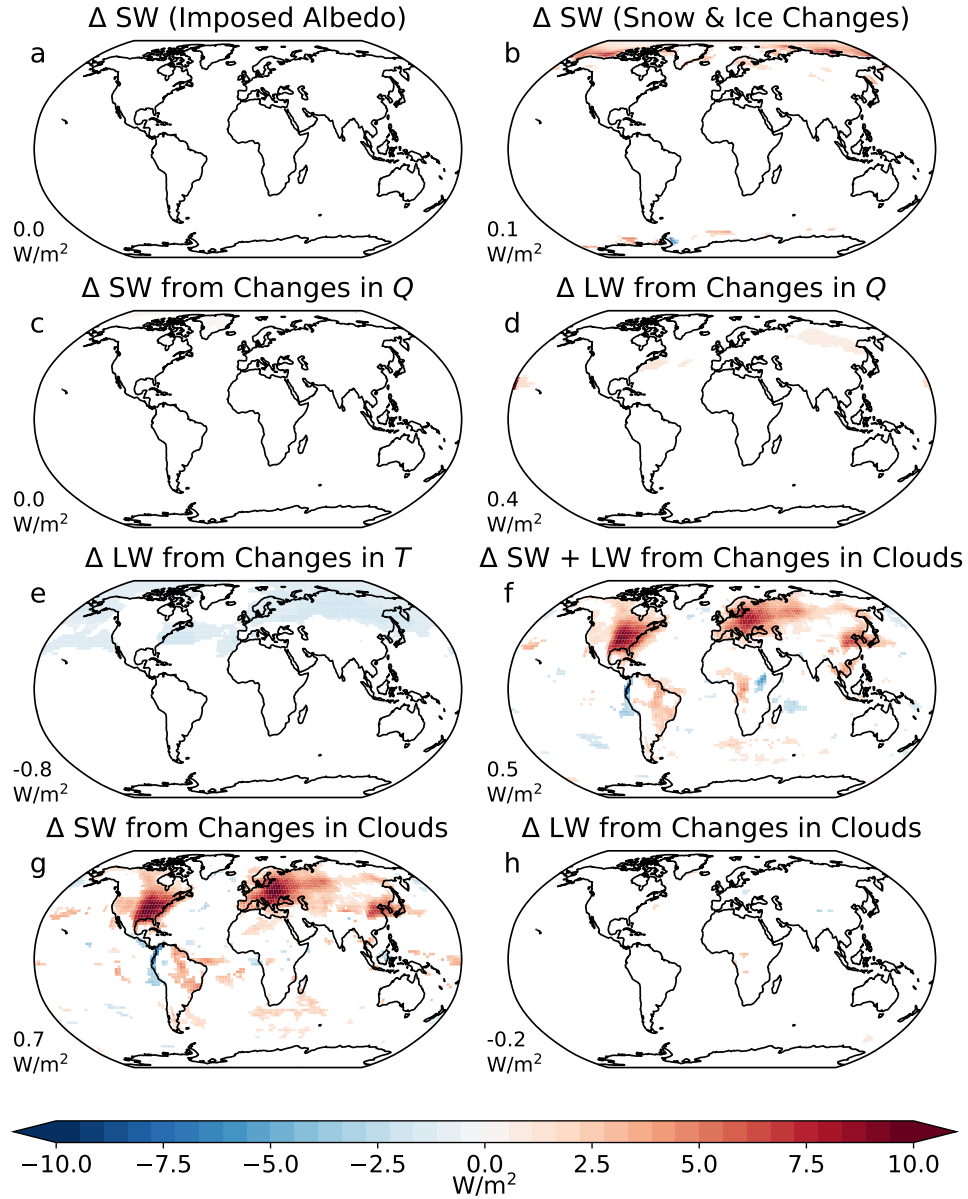 Δ SW (Imposed Albedo)
Δ SW (Snow & Ice Changes)
a
b
0.0
W/m²
0.1
W/m²
Δ SW from Changes in Q
Δ LW from Changes in Q
c
d
0.0
W/m²
0.4
W/m²
Δ LW from Changes in T
Δ SW + LW from Changes in Clouds
e
f
-0.8
W/m²
0.5
W/m²
Δ SW from Changes in Clouds
Δ LW from Changes in Clouds
g
h
0.7
W/m²
-0.2
W/m²
−10.0 −7.5 −5.0 −2.5 0.0 2.5 5.0 7.5 10.0
W/m²